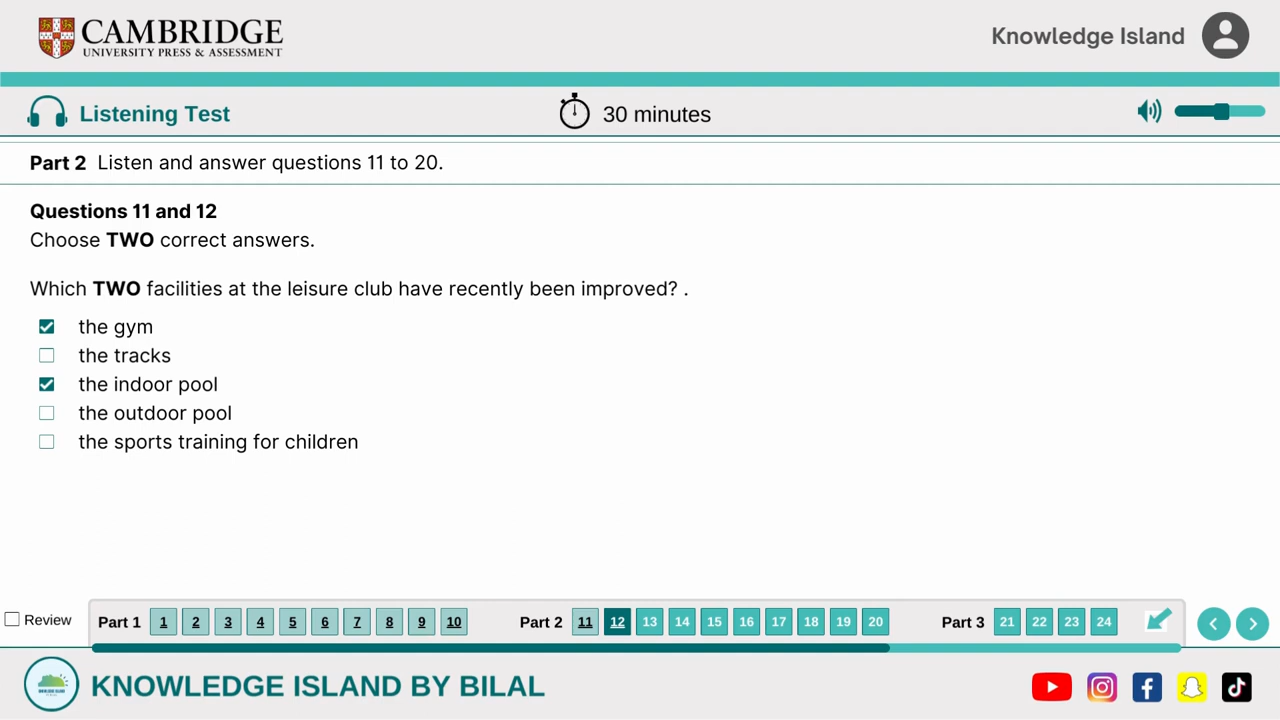 CAMBRIDGE
UNIVERSITY PRESS & ASSESSMENT
Knowledge Island
Listening Test
30 minutes
Part 2 Listen and answer questions 11 to 20.
Questions 11 and 12
Choose TWO correct answers.
Which TWO facilities at the leisure club have recently been improved? .
the gym
the tracks
the indoor pool
the outdoor pool
the sports training for children
Review Part 1 1 2 3 4 5 6 7 8 9 10 Part 2 11 12 13 14 15 16 17 18 19 20 Part 3 21 22 23 24
KNOWLEDGE ISLAND BY BILAL